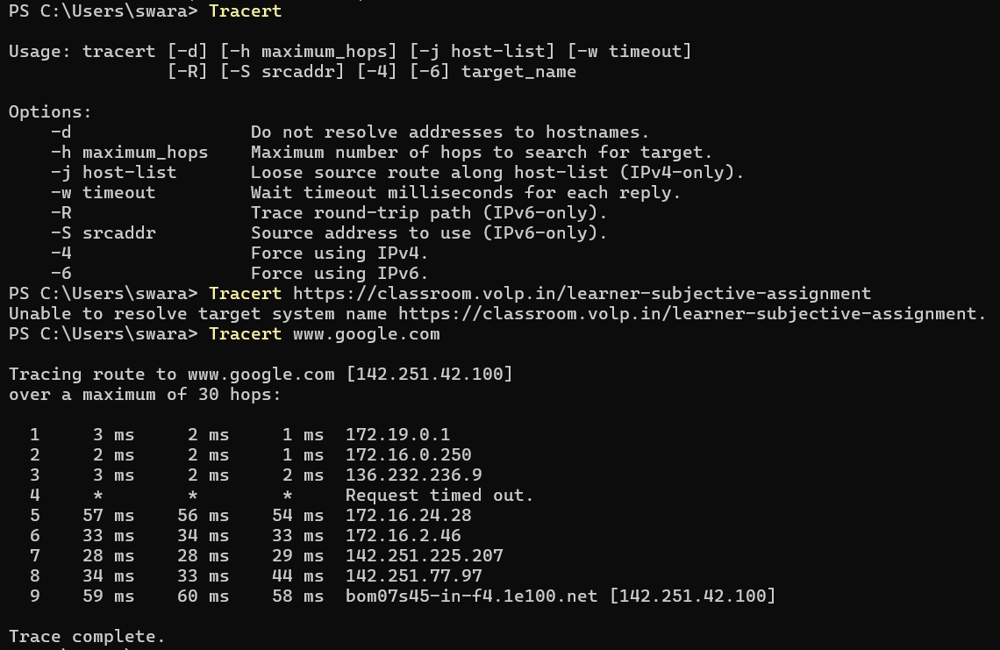 PS C:\Users\swara> Tracert
Usage: tracert [-d] [-h maximum_hops] [-j host-list] [-w timeout]
               [-R] [-S srcaddr] [-4] [-6] target_name
Options:
    -d                 Do not resolve addresses to hostnames.
    -h maximum_hops    Maximum number of hops to search for target.
    -j host-list       Loose source route along host-list (IPv4-only).
    -w timeout         Wait timeout milliseconds for each reply.
    -R                 Trace round-trip path (IPv6-only).
    -S srcaddr         Source address to use (IPv6-only).
    -4                 Force using IPv4.
    -6                 Force using IPv6.
PS C:\Users\swara> Tracert https://classroom.volp.in/learner-subjective-assignment
Unable to resolve target system name https://classroom.volp.in/learner-subjective-assignment.
PS C:\Users\swara> Tracert www.google.com
Tracing route to www.google.com [142.251.42.100]
over a maximum of 30 hops:
  1     3 ms     2 ms     1 ms  172.19.0.1
  2     2 ms     2 ms     1 ms  172.16.0.250
  3     3 ms     2 ms     2 ms  136.232.236.9
  4     *        *        *     Request timed out.
  5    57 ms    56 ms    54 ms  172.16.24.28
  6    33 ms    34 ms    33 ms  172.16.2.46
  7    28 ms    28 ms    29 ms  142.251.225.207
  8    34 ms    33 ms    44 ms  142.251.77.97
  9    59 ms    60 ms    58 ms  bom07s45-in-f4.1e100.net [142.251.42.100]
Trace complete.